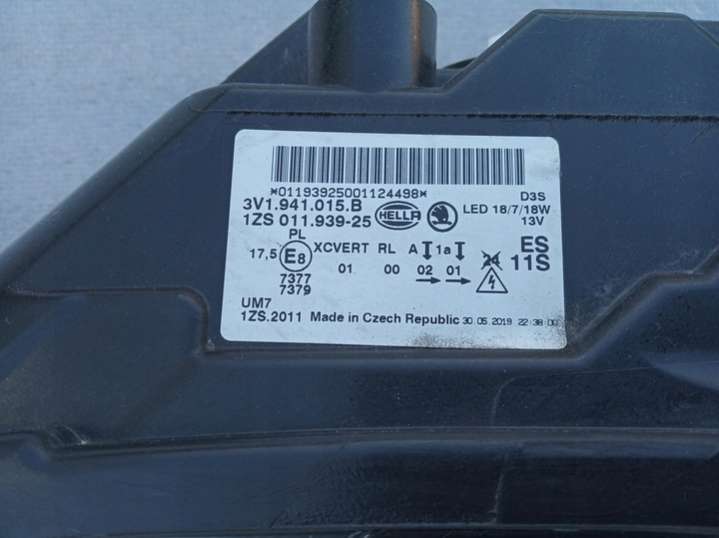 *01193925001124498*
3V1.941.015.B
1ZS 011.939-25
HELLA
D3S
LED 18/7/18W
13V
PL
17,5 E8 XCVERT RL A 1a
01 00 02 01
7377
7379
24
ES
11S
UM7
1ZS.2011 Made in Czech Republic 30.05.2019 22:38:00